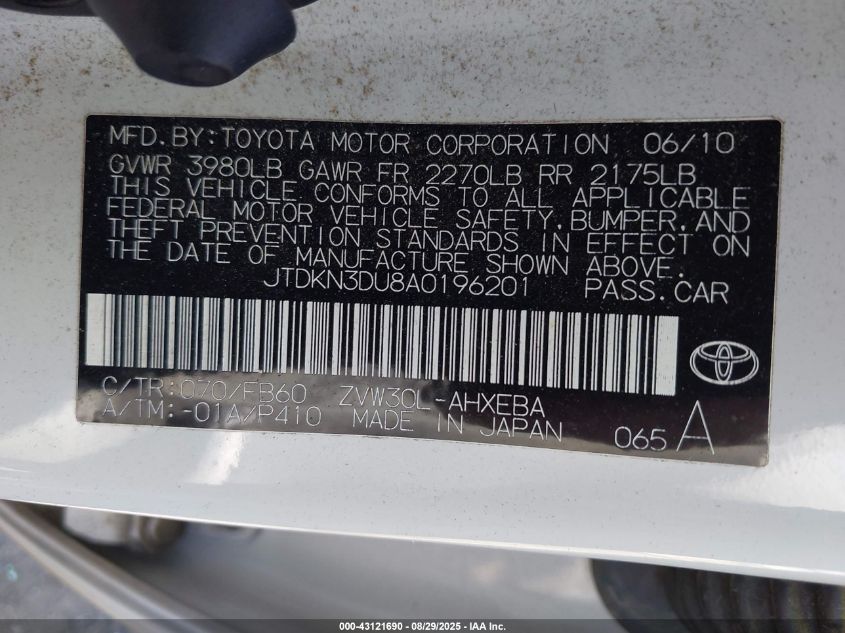 MFD.BY:TOYOTA MOTOR CORPORATION 06/10
GVWR 3980LB GAWR FR 2270LB RR 2175LB
THIS VEHICLE CONFORMS TO ALL APPLICABLE
FEDERAL MOTOR VEHICLE SAFETY,BUMPER,AND
THEFT PREVENTION STANDARDS IN EFFECT ON
THE DATE OF MANUFACTURE SHOWN ABOVE.
JTDKN3DU8A0196201 PASS.CAR
C/TR:070/FB60 ZVW30L-AHXEBA
A/TM:-01A/P410 MADE IN JAPAN 065 A
000-43121690 - 08/29/2025 - IAA Inc.